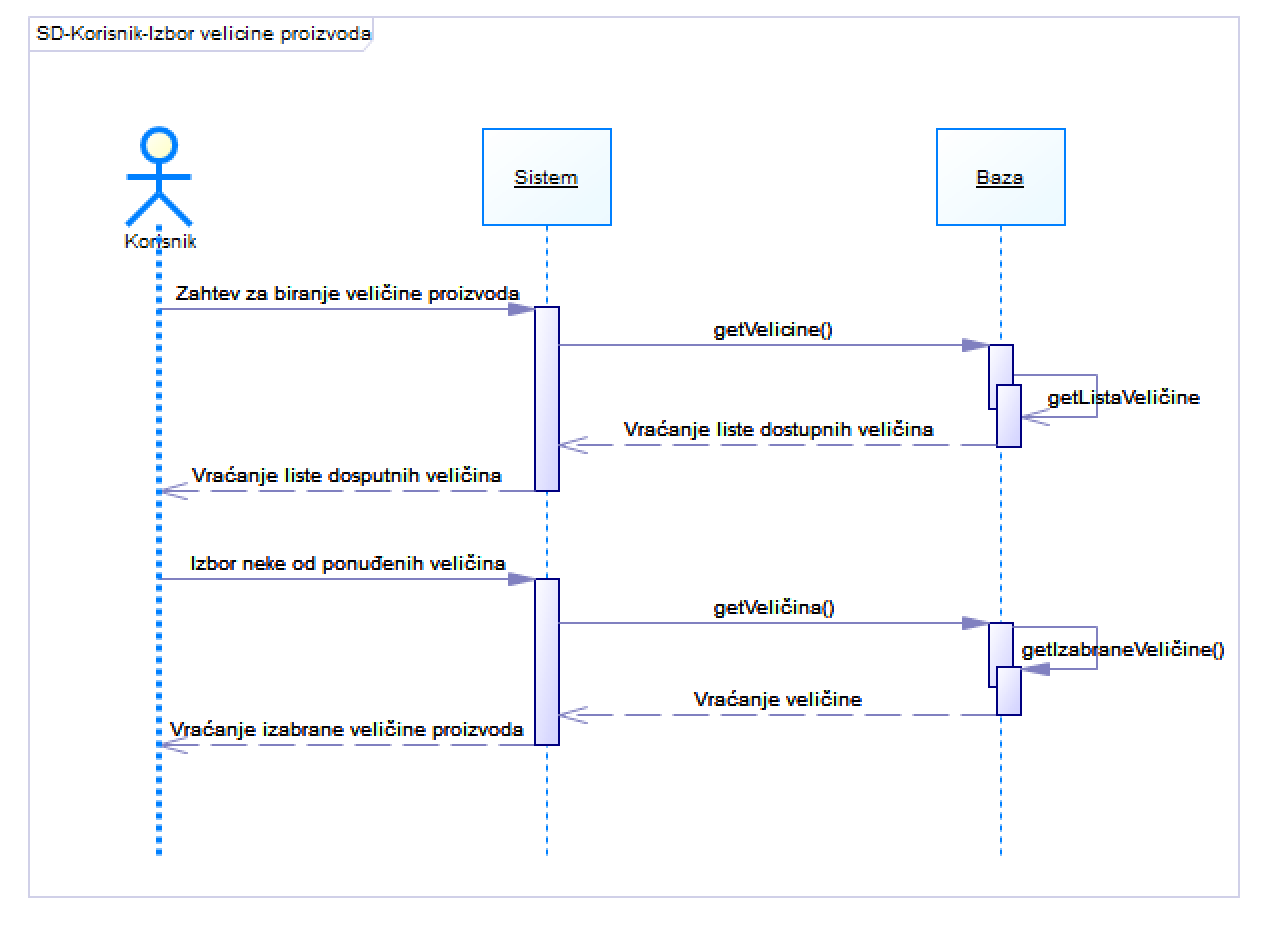 SD-Korisnik-Izbor velicine proizvoda
Korisnik
Sistem
Baza
Zahtev za biranje veličine proizvoda
getVelicine()
getListaVeličine
Vraćanje liste dostupnih veličina
Vraćanje liste dosputnih veličina
Izbor neke od ponuđenih veličina
getVeličina()
getIzabraneVeličine()
Vraćanje veličine
Vraćanje izabrane veličine proizvoda